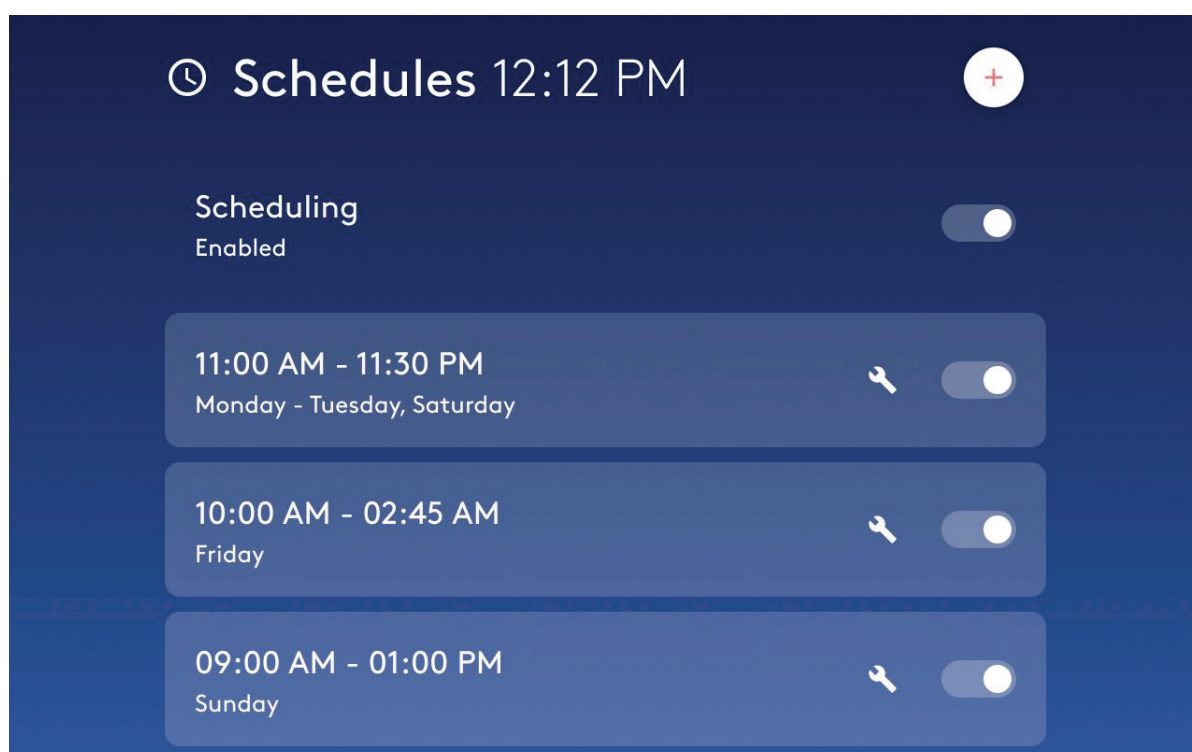 Schedules 12:12 PM
Scheduling
Enabled
11:00 AM - 11:30 PM
Monday - Tuesday, Saturday
10:00 AM - 02:45 AM
Friday
09:00 AM - 01:00 PM
Sunday